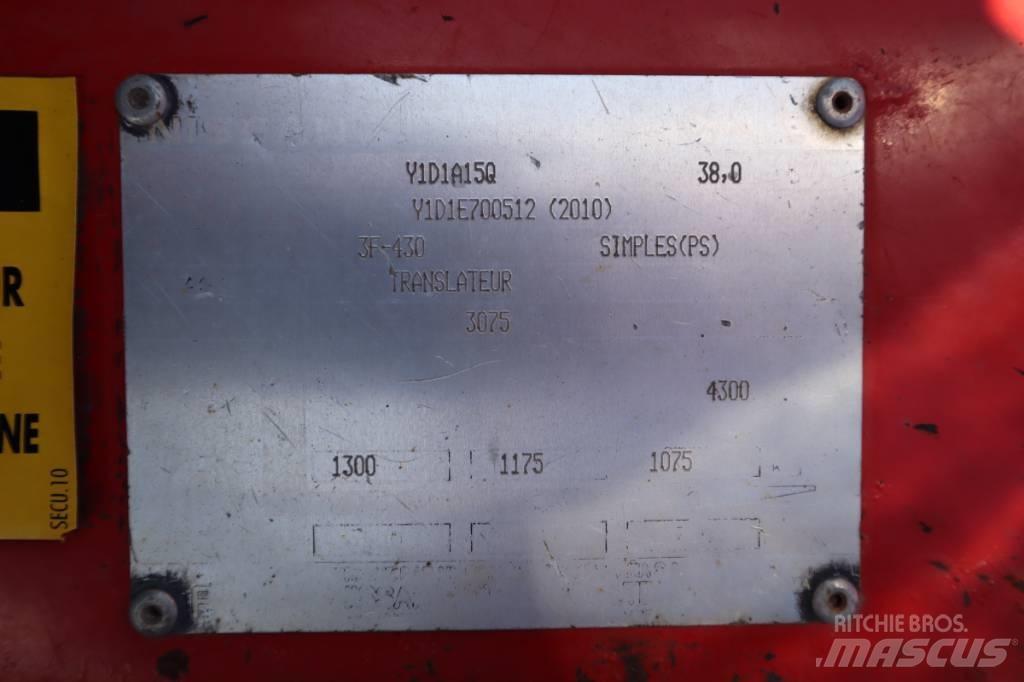 Y1D1A15Q 38,0
Y1D1E700512 (2010)
3F-430 SIMPLES(PS)
TRANSLATEUR
3075
4300
1300 1175 1075
R
NE
SECU.10
RITCHIE BROS.
MASCUS